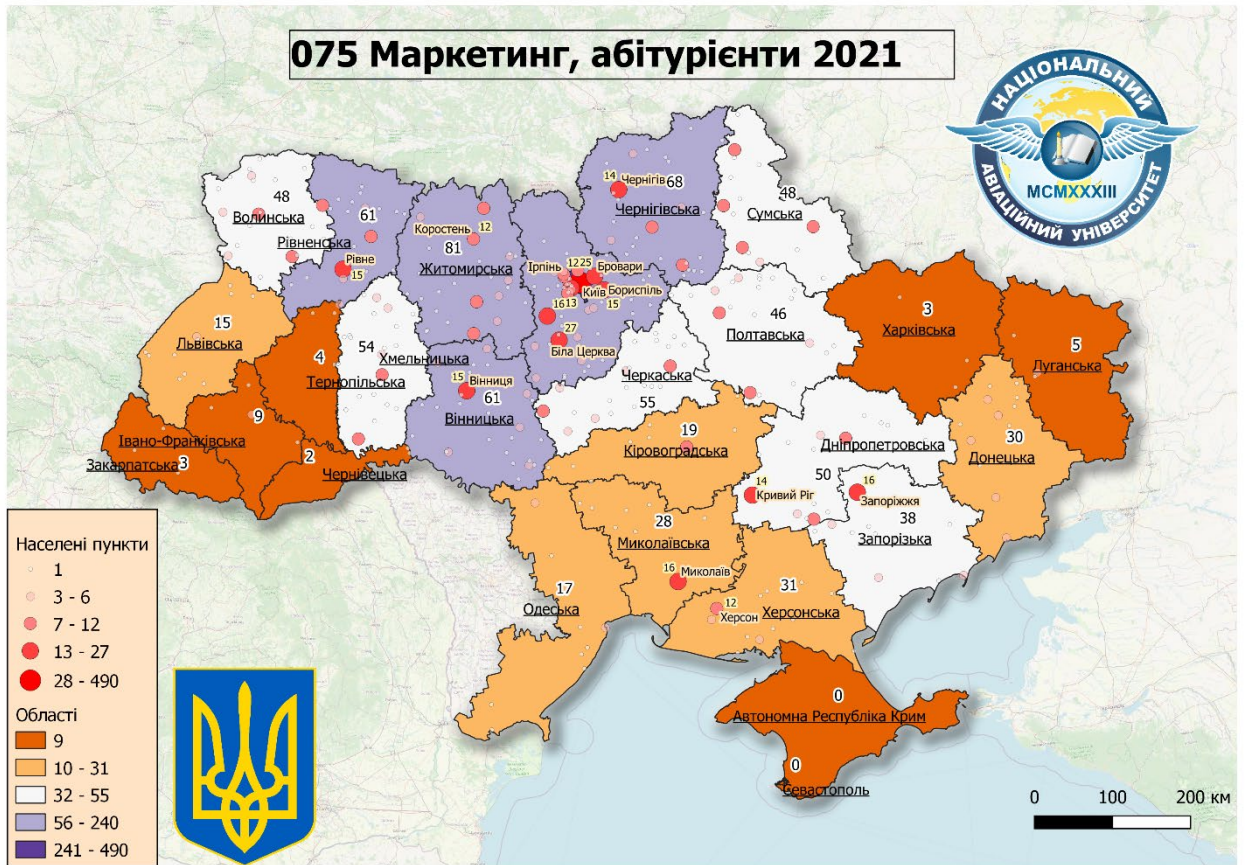 075 Маркетинг, абітурієнти 2021
НАЦІОНАЛЬНИЙ
АВІАЦІЙНИЙ УНІВЕРСИТЕТ
MCMXXXIII
48
Волинська
Рівненська
61
Рівне
15
Коростень
12
81
Житомирська
14
Чернігів
68
Чернігівська
48
Сумська
Ірпінь
12
25
Бровари
Київ
Бориспіль
16
13
15
27
Біла Церква
15
Львівська
4
Тернопільська
54
Хмельницька
15
Вінниця
61
Вінницька
Черкаська
55
46
Полтавська
3
Харківська
5
Луганська
9
Івано-Франківська
Закарпатська
3
2
Чернівецька
19
Кіровоградська
Дніпропетровська
50
14
Кривий Ріг
16
Запоріжжя
38
Запорізька
30
Донецька
28
Миколаївська
16
Миколаїв
17
Одеська
31
Херсонська
12
Херсон
0
Автономна Республіка Крим
0
Севастополь
Населені пункти
1
3 - 6
7 - 12
13 - 27
28 - 490
Області
9
10 - 31
32 - 55
56 - 240
241 - 490
0 100 200 км